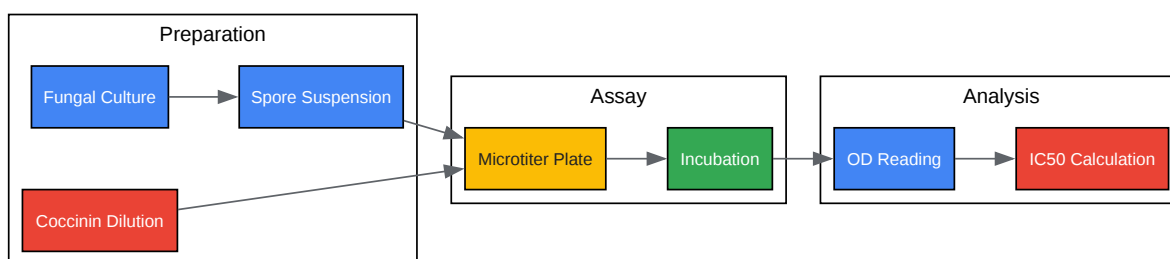 Preparation
Fungal Culture
Spore Suspension
Coccinin Dilution
Assay
Microtiter Plate
Incubation
Analysis
OD Reading
IC50 Calculation